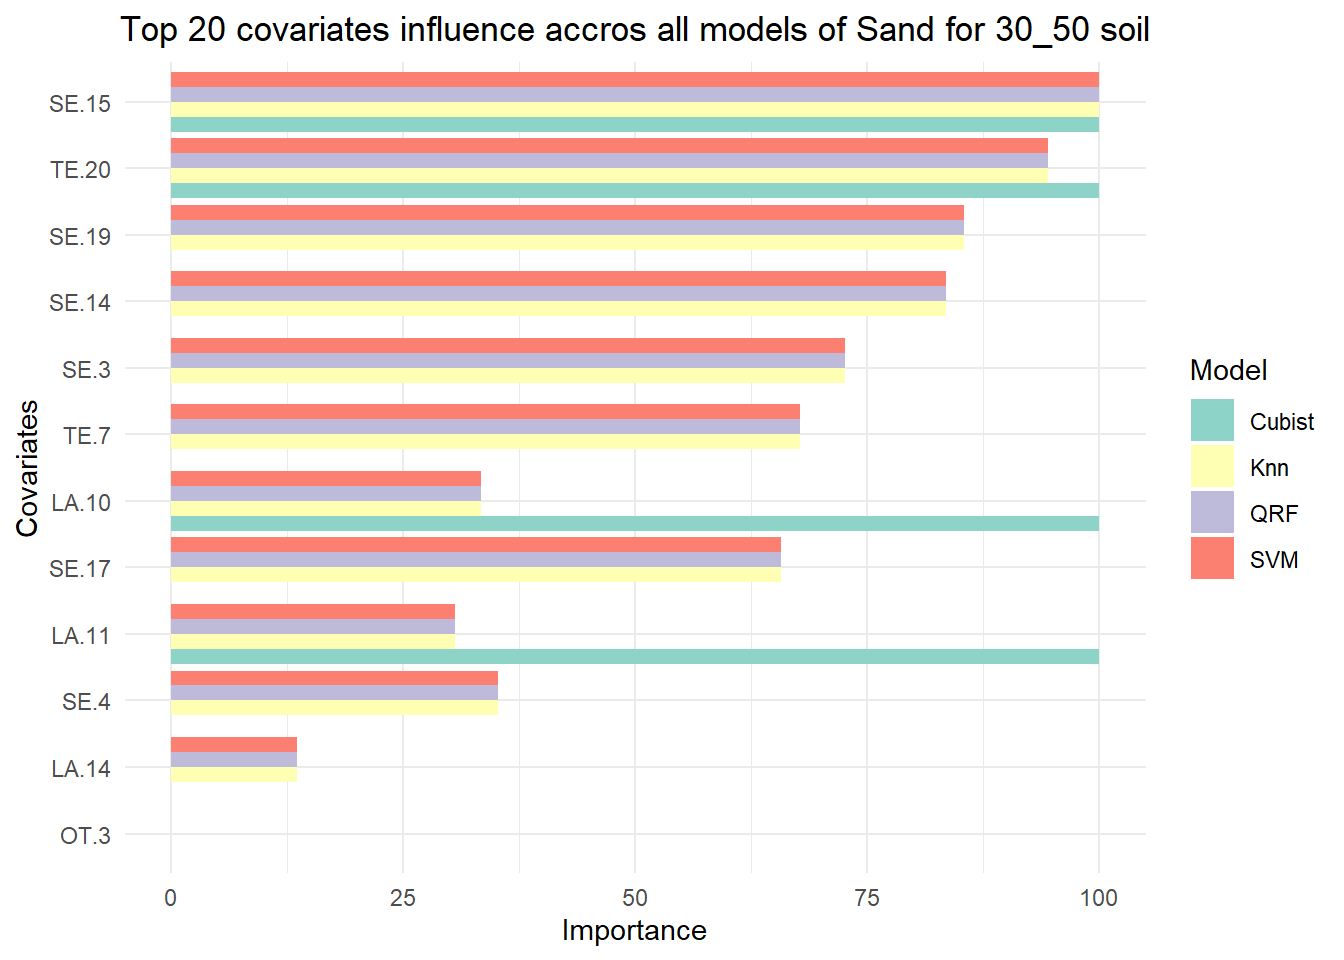 Top 20 covariates influence accros all models of Sand for 30_50 soil
Covariates
SE.15
TE.20
SE.19
SE.14
SE.3
TE.7
LA.10
SE.17
LA.11
SE.4
LA.14
OT.3
0 25 50 75 100
Importance
Model
Cubist
Knn
QRF
SVM